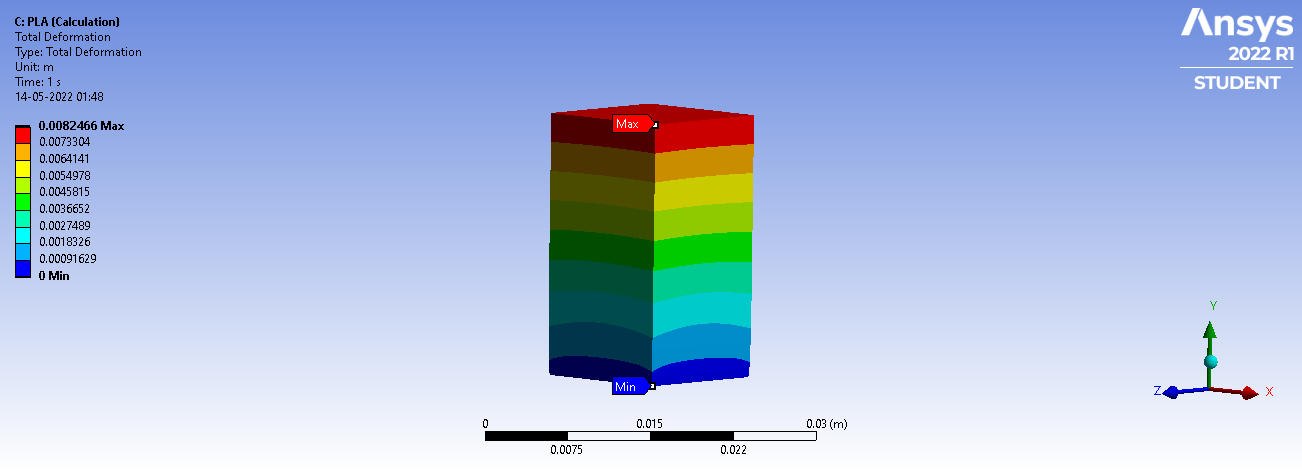 C: PLA (Calculation)
Total Deformation
Type: Total Deformation
Unit: m
Time: 1 s
14-05-2022 01:48
0.0082466 Max
0.0073304
0.0064141
0.0054978
0.0045815
0.0036652
0.0027489
0.0018326
0.00091629
0 Min
Ansys
2022 R1
STUDENT
Max
Min
Y
Z
X
0
0.015
0.03 (m)
0.0075
0.022